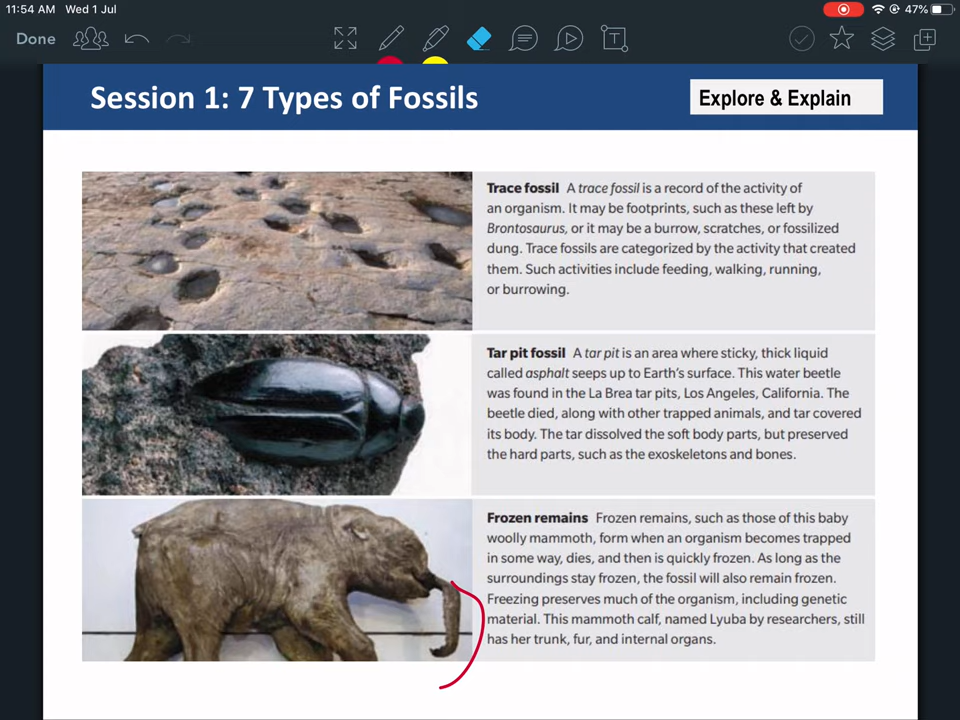 11:54 AM Wed 1 Jul
47%
Done
T
Session 1: 7 Types of Fossils
Explore & Explain
Trace fossil A trace fossil is a record of the activity of
an organism. It may be footprints, such as these left by
Brontosaurus, or it may be a burrow, scratches, or fossilized
dung. Trace fossils are categorized by the activity that created
them. Such activities include feeding, walking, running,
or burrowing.
Tar pit fossil A tar pit is an area where sticky, thick liquid
called asphalt seeps up to Earth's surface. This water beetle
was found in the La Brea tar pits, Los Angeles, California. The
beetle died, along with other trapped animals, and tar covered
its body. The tar dissolved the soft body parts, but preserved
the hard parts, such as the exoskeletons and bones.
Frozen remains Frozen remains, such as those of this baby
woolly mammoth, form when an organism becomes trapped
in some way, dies, and then is quickly frozen. As long as the
surroundings stay frozen, the fossil will also remain frozen.
Freezing preserves much of the organism, including genetic
material. This mammoth calf, named Lyuba by researchers, still
has her trunk, fur, and internal organs.